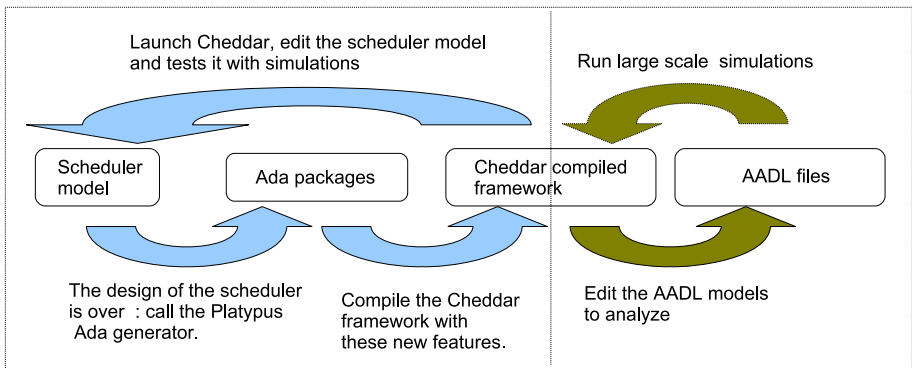 Launch Cheddar, edit the scheduler model
and tests it with simulations
Run large scale simulations
Scheduler
model
Ada packages
Cheddar compiled
framework
AADL files
The design of the scheduler
is over : call the Platypus
Ada generator.
Compile the Cheddar
framework with
these new features.
Edit the AADL models
to analyze